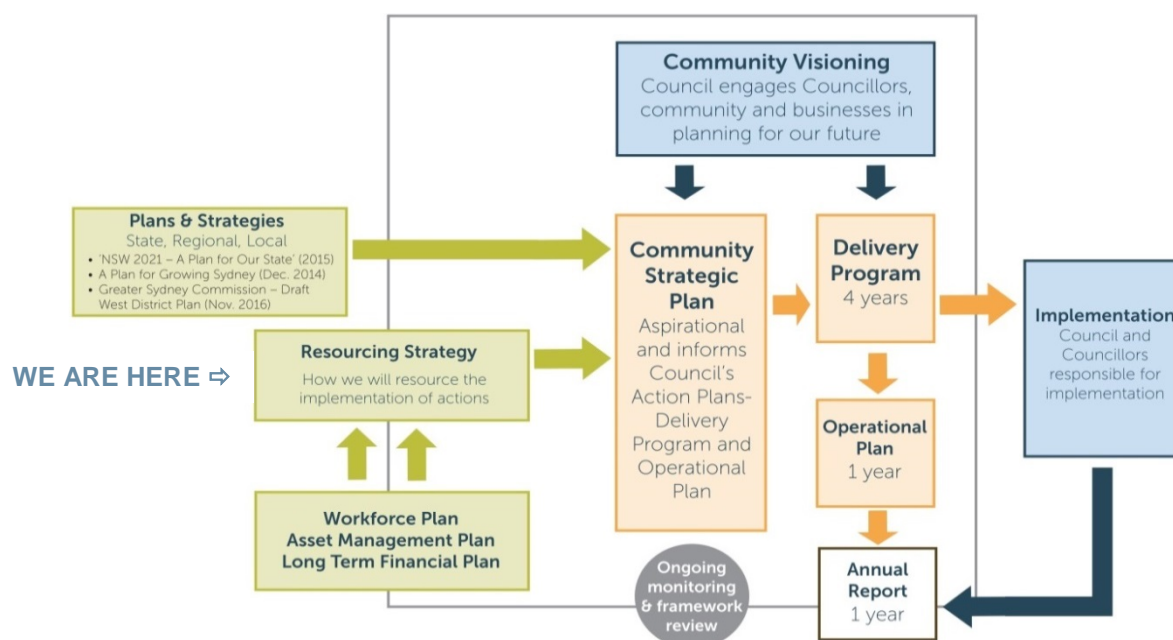 Community Visioning
Council engages Councillors,
community and businesses in
planning for our future
Plans & Strategies
State, Regional, Local
• ‘NSW 2021 – A Plan for Our State’ (2015)
• A Plan for Growing Sydney (Dec. 2014)
• Greater Sydney Commission – Draft
West District Plan (Nov. 2016)
WE ARE HERE ⇨
Resourcing Strategy
How we will resource the
implementation of actions
Workforce Plan
Asset Management Plan
Long Term Financial Plan
Community
Strategic
Plan
Aspirational
and informs
Council’s
Action Plans-
Delivery
Program and
Operational
Plan
Delivery
Program
4 years
Operational
Plan
1 year
Annual
Report
1 year
Implementation
Council and
Councillors
responsible for
implementation
Ongoing
monitoring
& framework
review